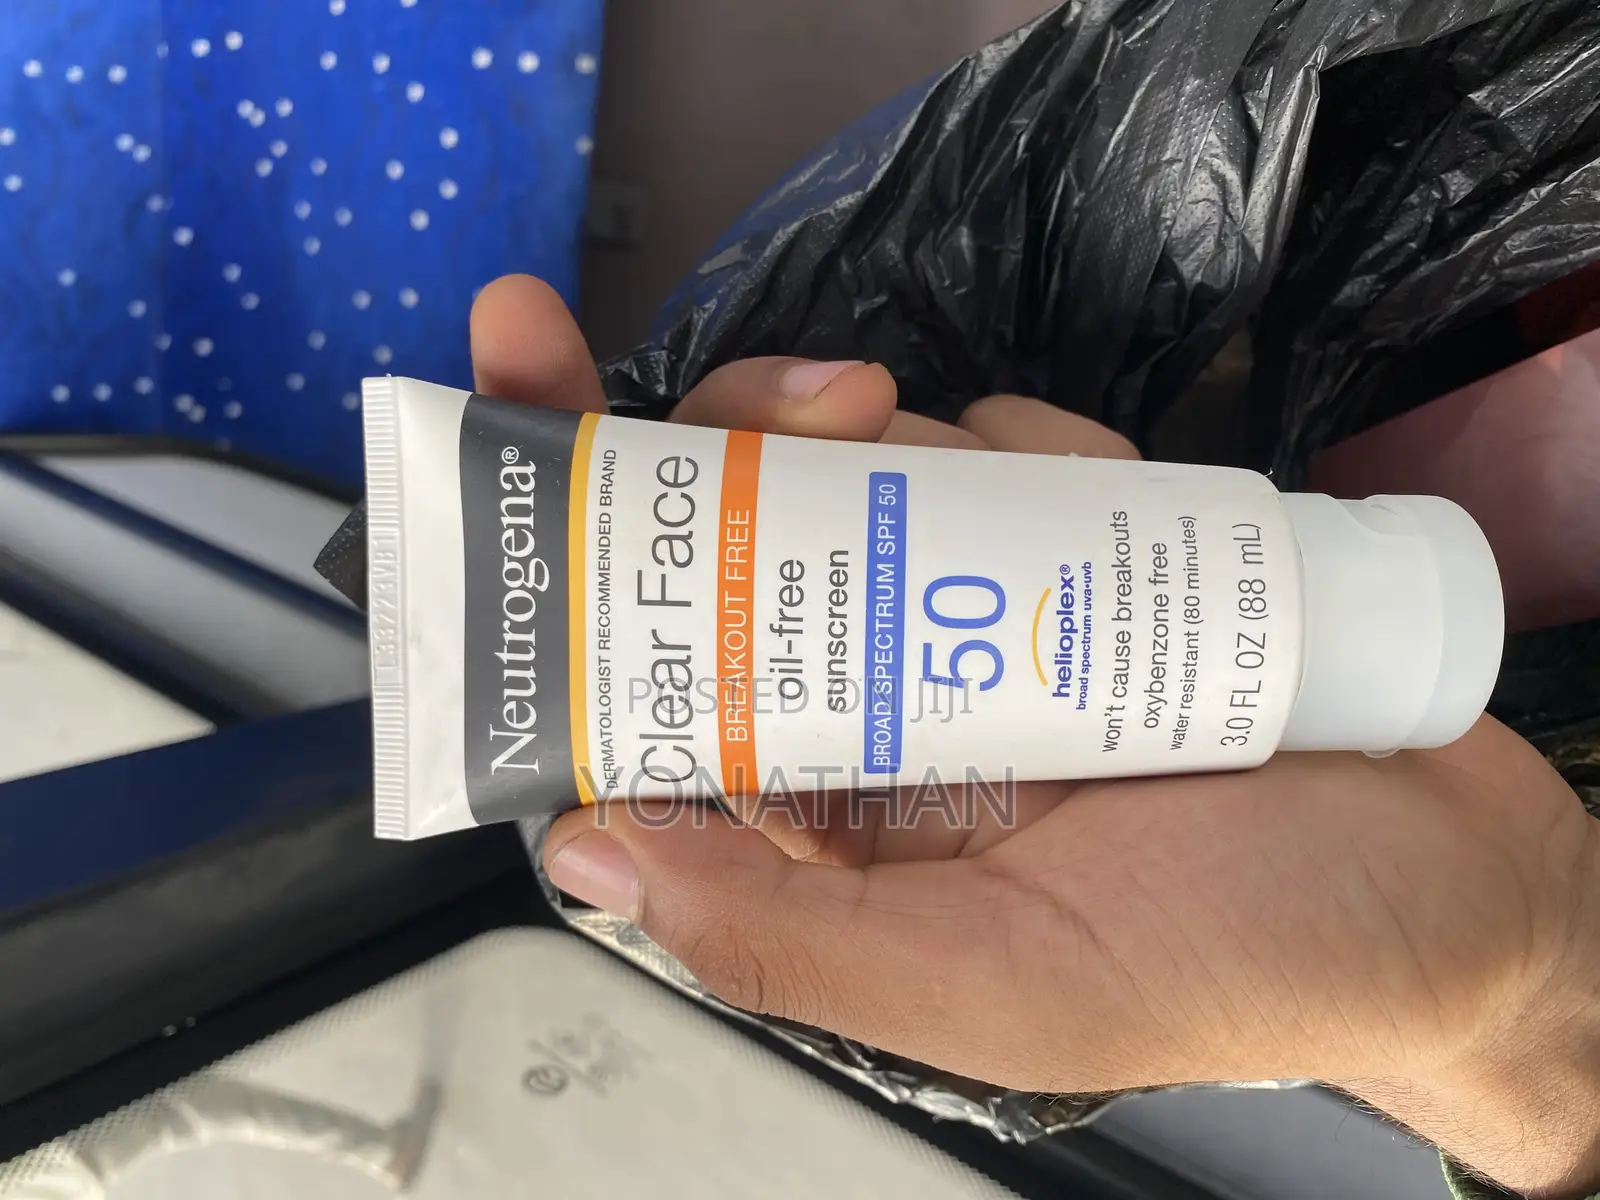 Neutrogena®
DERMATOLOGIST RECOMMENDED BRAND
Clear Face
BREAKOUT FREE
oil-free
sunscreen
BROAD SPECTRUM SPF 50
50
helioplex®
broad spectrum uva•uvb
won't cause breakouts
oxybenzone free
water resistant (80 minutes)
3.0 FL OZ (88 mL)
POSTED ON JIJI
YONATHAN